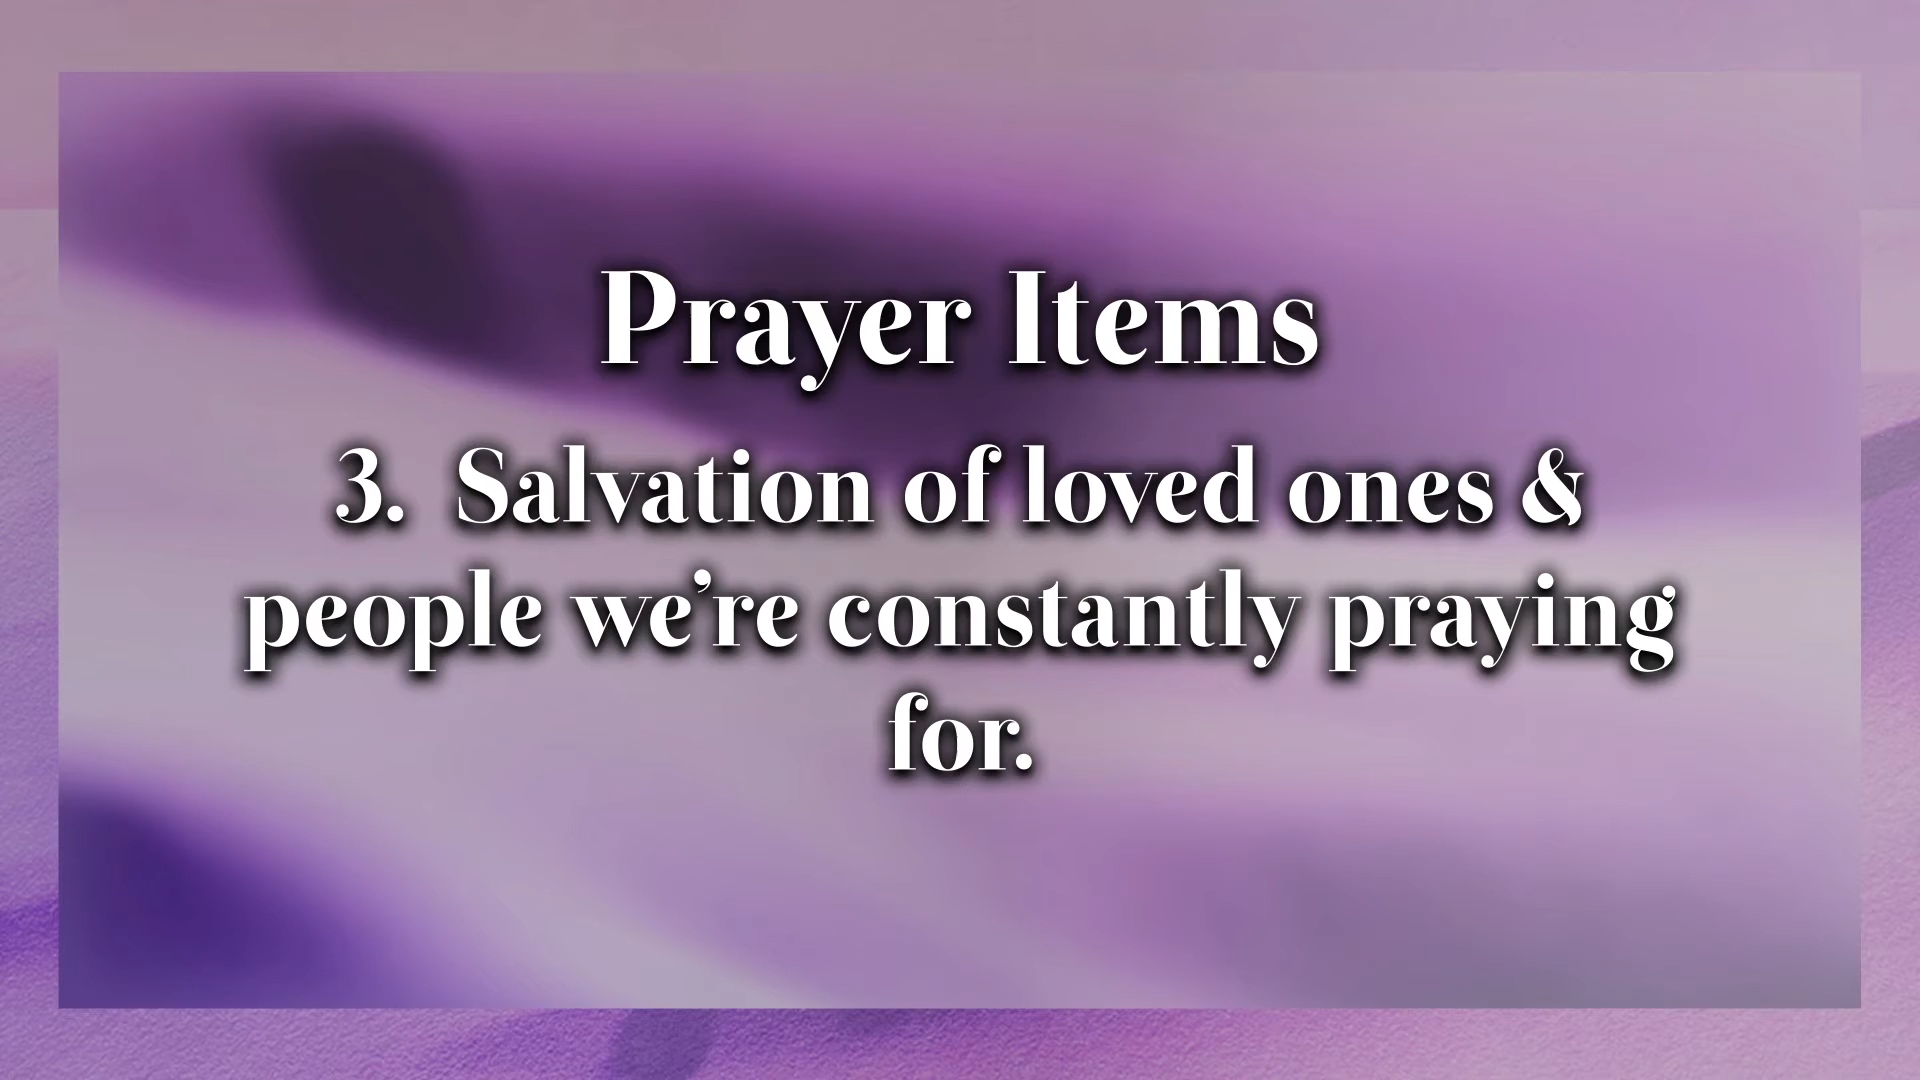 Prayer Items
3.  Salvation of loved ones &
people we’re constantly praying
for.